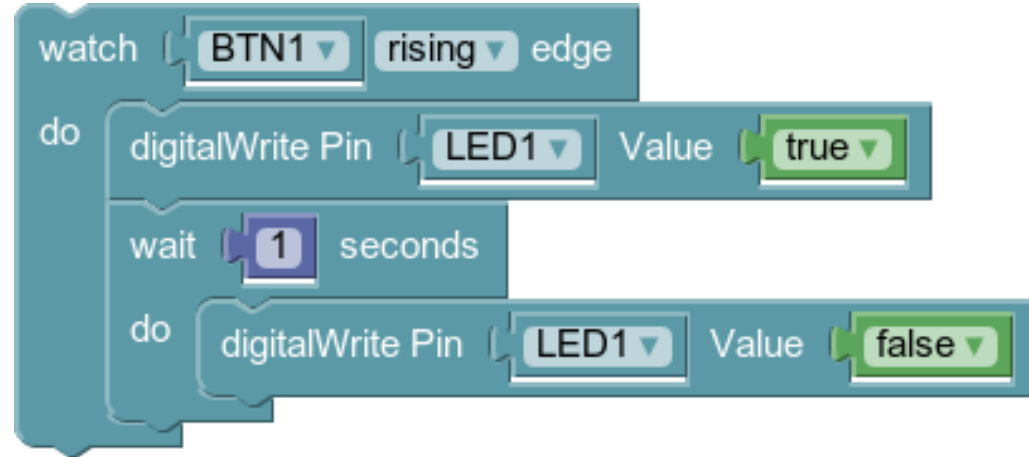 watch BTN1 rising edge
do digitalWrite Pin LED1 Value true
wait 1 seconds
do digitalWrite Pin LED1 Value false